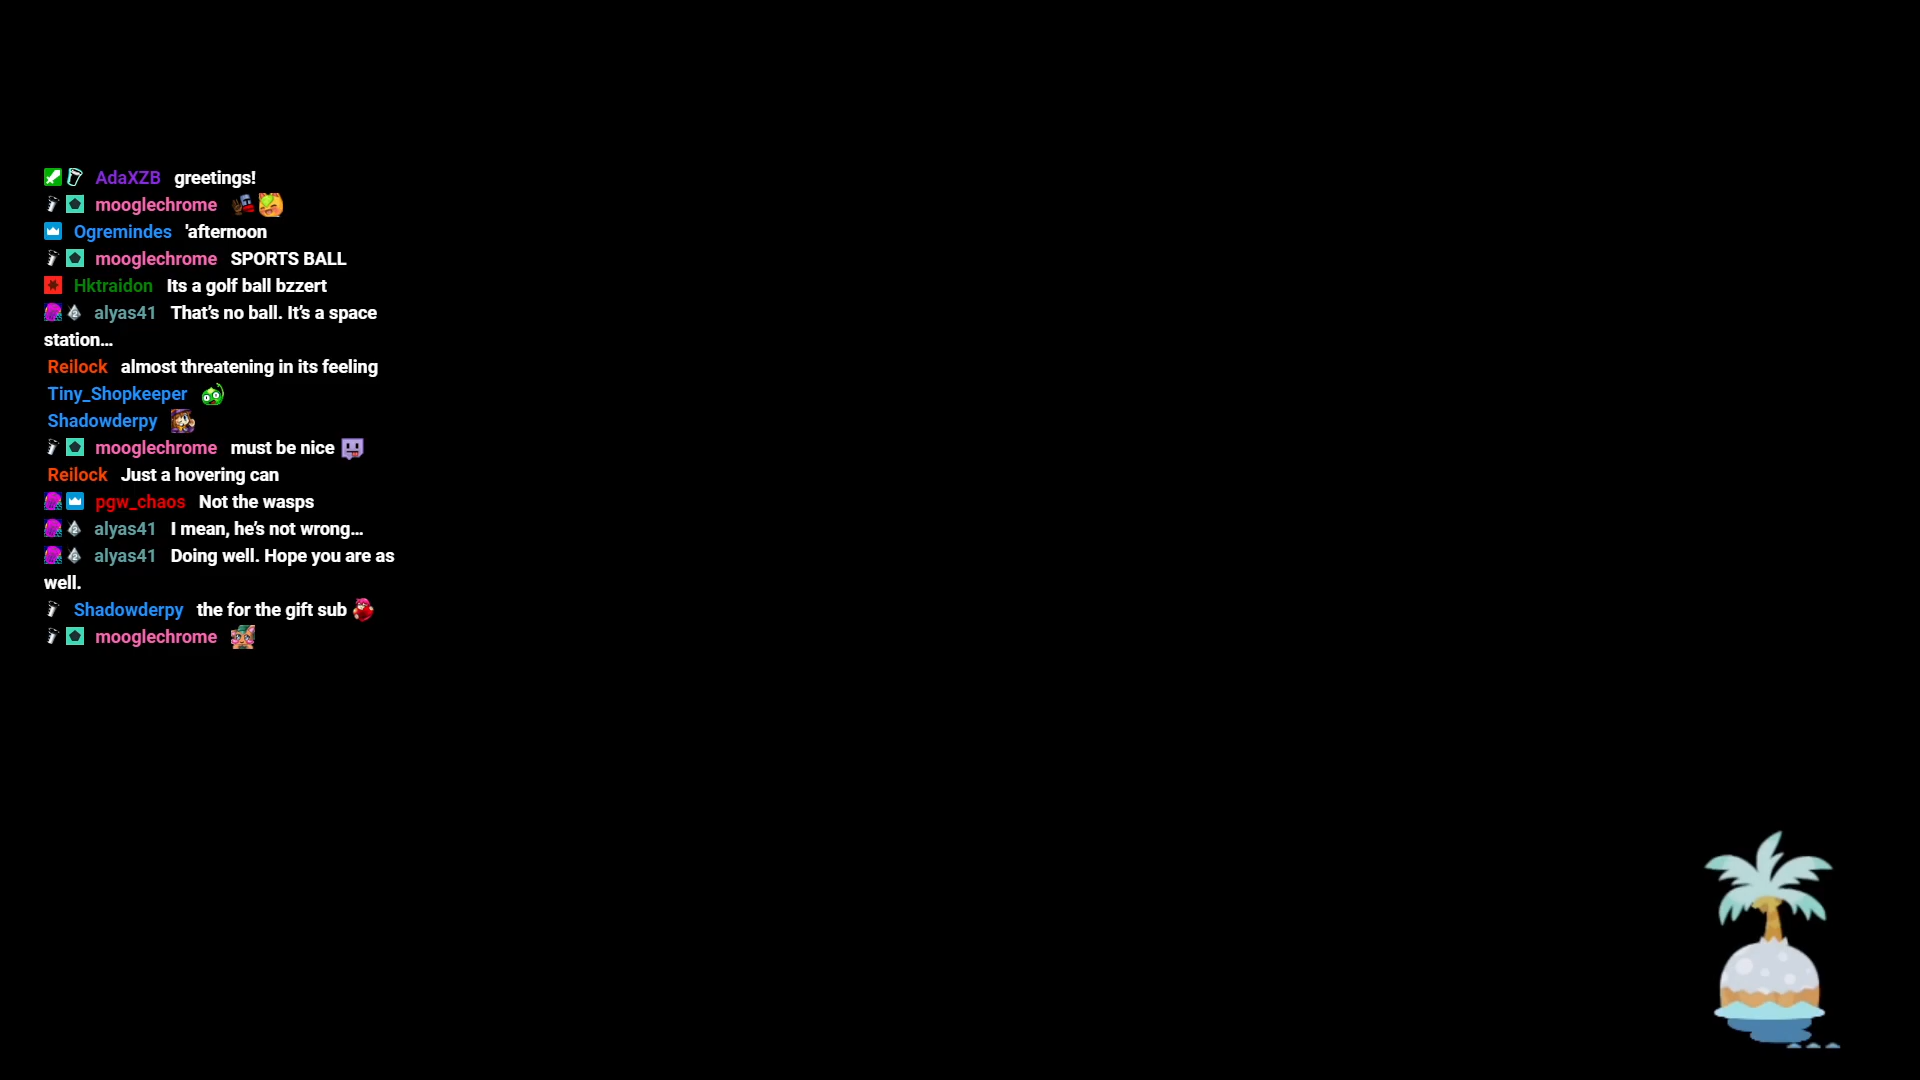 AdaXZB greetings!
mooglechrome
Ogremindes 'afternoon
mooglechrome SPORTS BALL
Hktraidon Its a golf ball bzzert
alyas41 That’s no ball. It’s a space
station…
Reilock almost threatening in its feeling
Tiny_Shopkeeper
Shadowderpy
mooglechrome must be nice
Reilock Just a hovering can
pgw_chaos Not the wasps
alyas41 I mean, he’s not wrong…
alyas41 Doing well. Hope you are as
well.
Shadowderpy the for the gift sub
mooglechrome